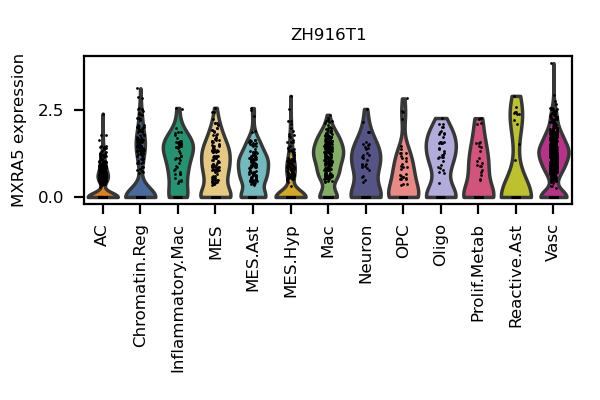 ZH916T1
MXRA5 expression
2.5
0.0
AC
Chromatin.Reg
Inflammatory.Mac
MES
MES.Ast
MES.Hyp
Mac
Neuron
OPC
Oligo
Prolif.Metab
Reactive.Ast
Vasc